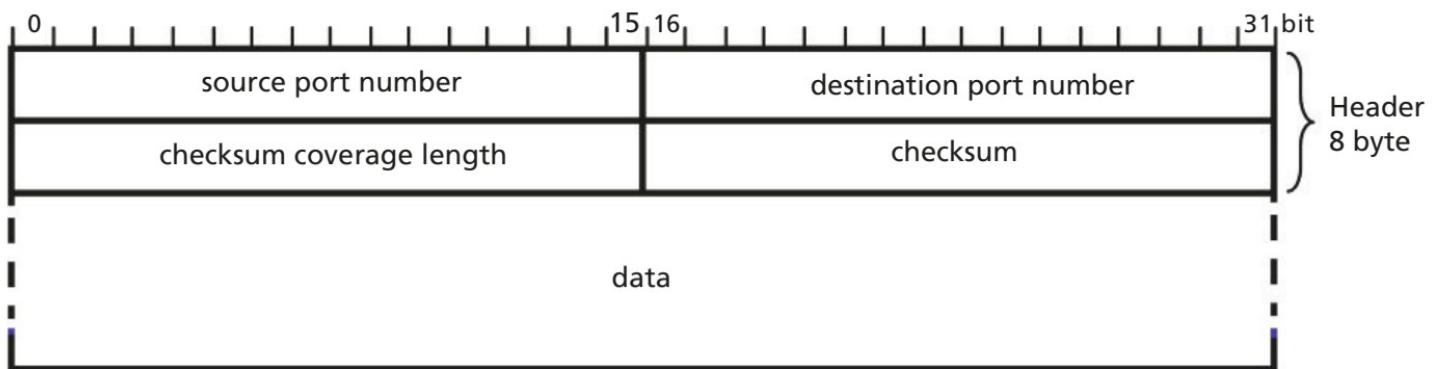 0 15 16 31 bit
source port number destination port number
Header
8 byte
checksum coverage length checksum
data